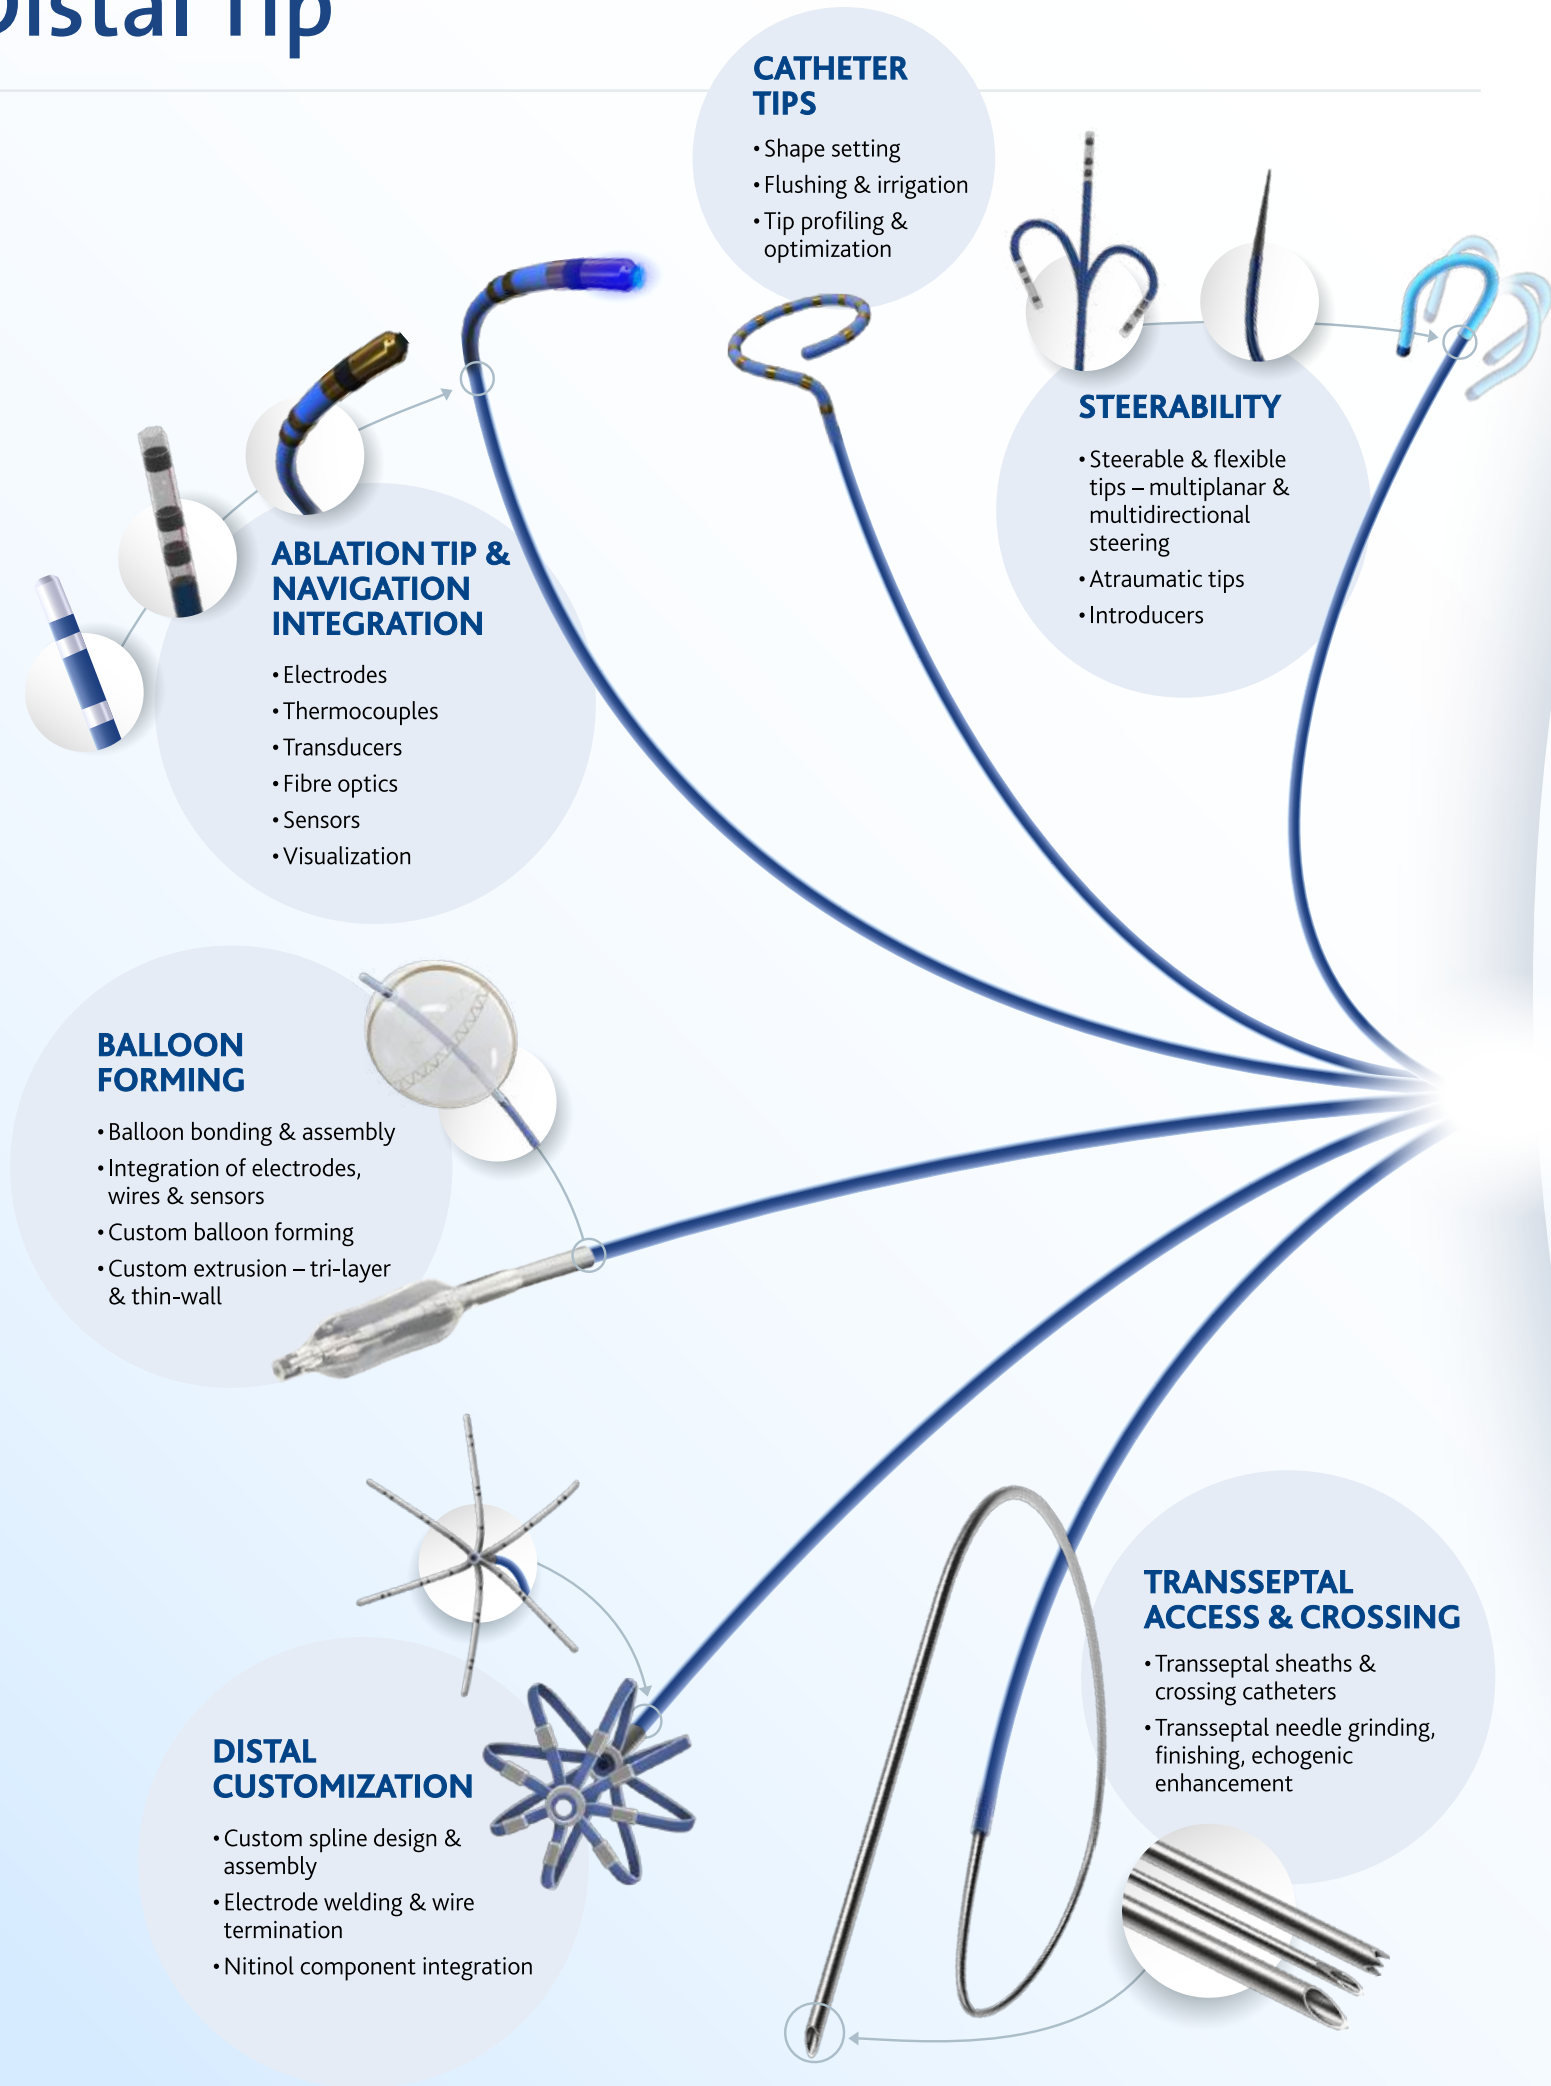 Distal Tip
CATHETER
TIPS
• Shape setting
• Flushing & irrigation
• Tip profiling &
optimization
STEERABILITY
• Steerable & flexible
tips – multiplanar &
multidirectional
steering
• Atraumatic tips
• Introducers
ABLATION TIP &
NAVIGATION
INTEGRATION
• Electrodes
• Thermocouples
• Transducers
• Fibre optics
• Sensors
• Visualization
BALLOON
FORMING
• Balloon bonding & assembly
• Integration of electrodes,
wires & sensors
• Custom balloon forming
• Custom extrusion – tri-layer
& thin-wall
DISTAL
CUSTOMIZATION
• Custom spline design &
assembly
• Electrode welding & wire
termination
• Nitinol component integration
TRANSSEPTAL
ACCESS & CROSSING
• Transseptal sheaths &
crossing catheters
• Transseptal needle grinding,
finishing, echogenic
enhancement